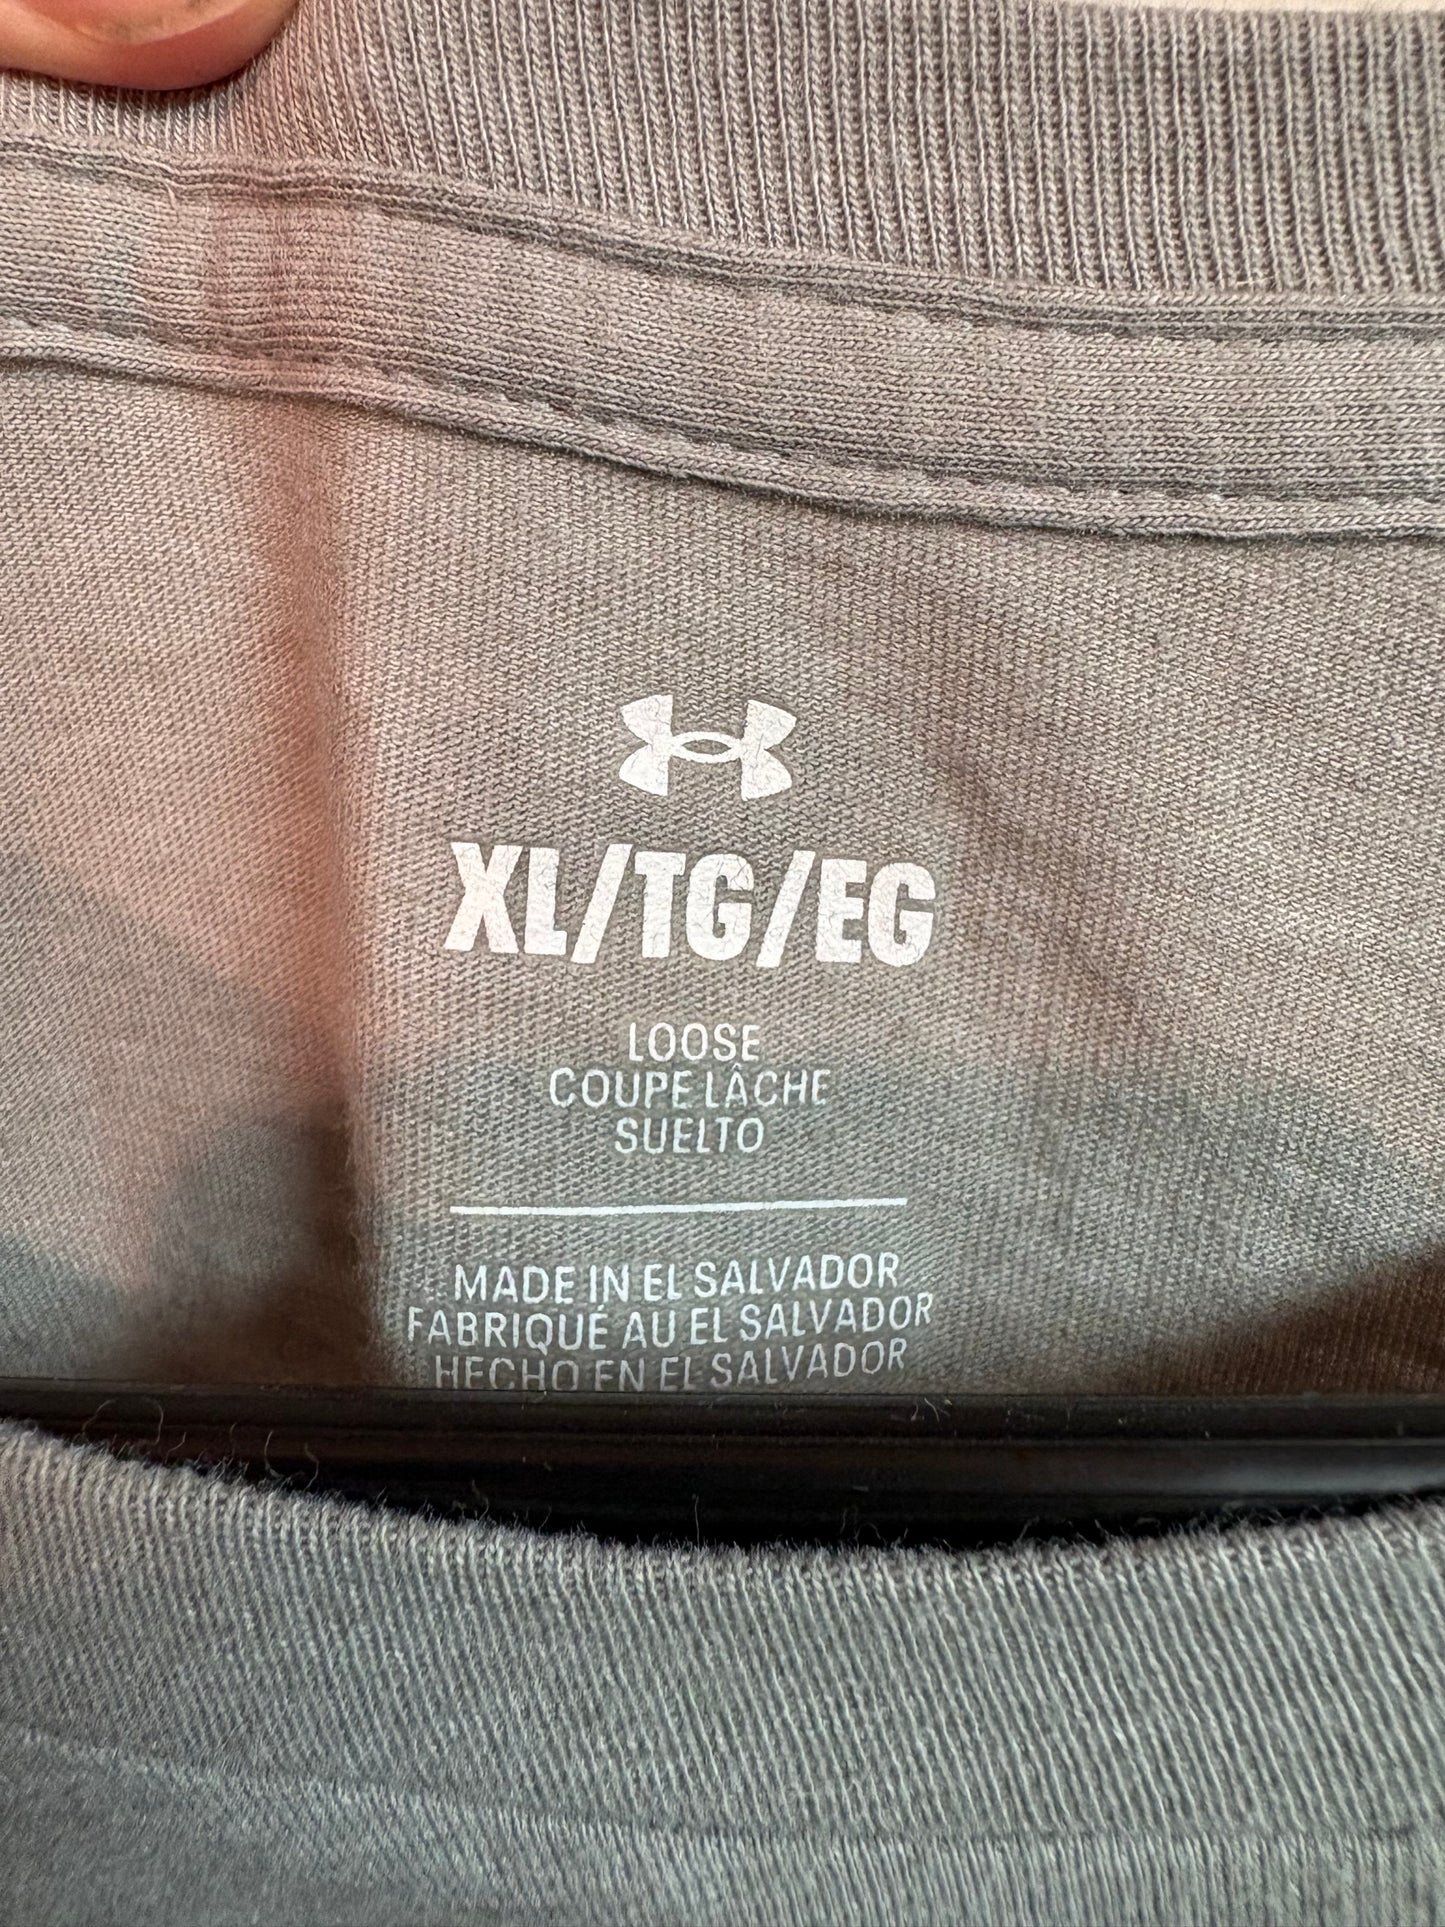 XL/TG/EG
LOOSE
COUPE LÂCHE
SUELTO
MADE IN EL SALVADOR
FABRIQUÉ AU EL SALVADOR
HECHO EN EL SALVADOR